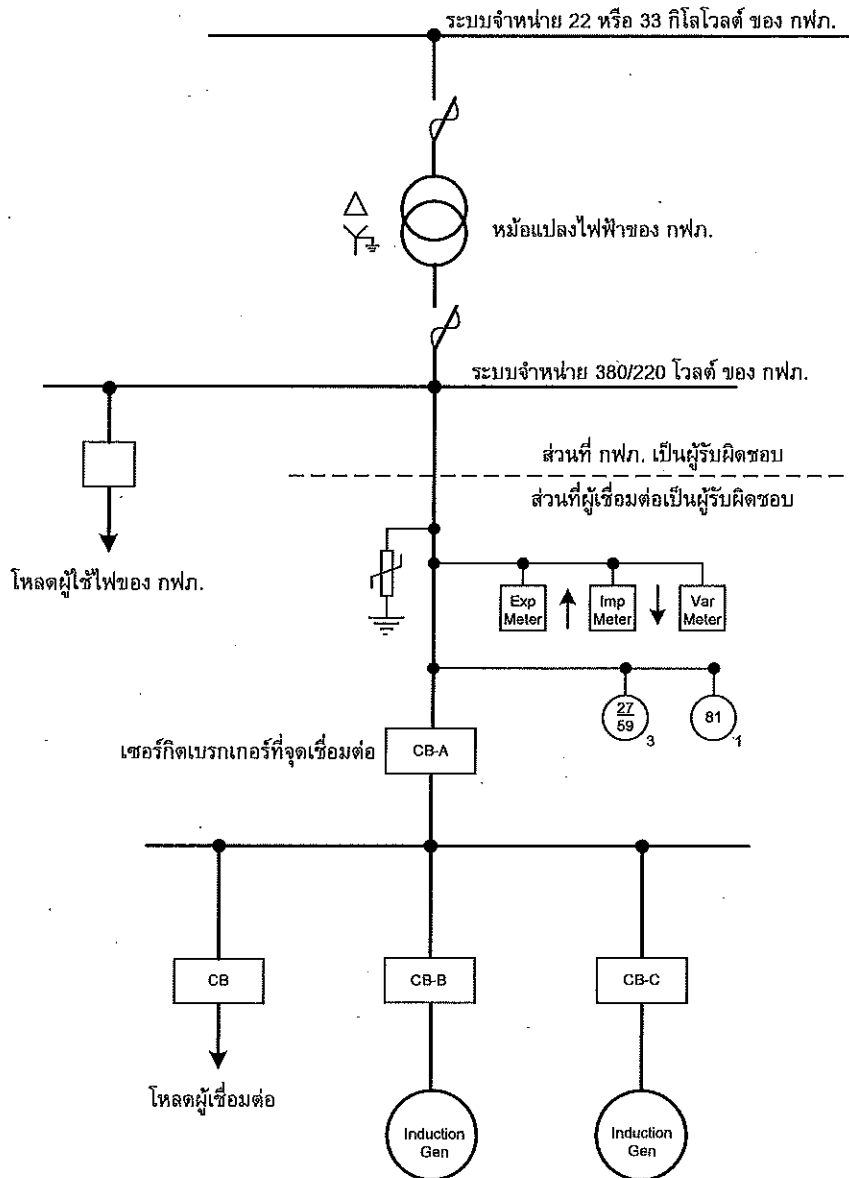 ระบบจำหน่าย 22 หรือ 33 กิโลโวลต์ ของ กฟภ.
หม้อแปลงไฟฟ้าของ กฟภ.
ระบบจำหน่าย 380/220 โวลต์ ของ กฟภ.
ส่วนที่ กฟภ. เป็นผู้รับผิดชอบ
ส่วนที่ผู้เชื่อมต่อเป็นผู้รับผิดชอบ
โหลดผู้ใช้ไฟของ กฟภ.
Exp
Meter
Imp
Meter
Var
Meter
27
59
3
81
1
เซอร์กิตเบรกเกอร์ที่จุดเชื่อมต่อ
CB-A
CB
CB-B
CB-C
โหลดผู้เชื่อมต่อ
Induction
Gen
Induction
Gen